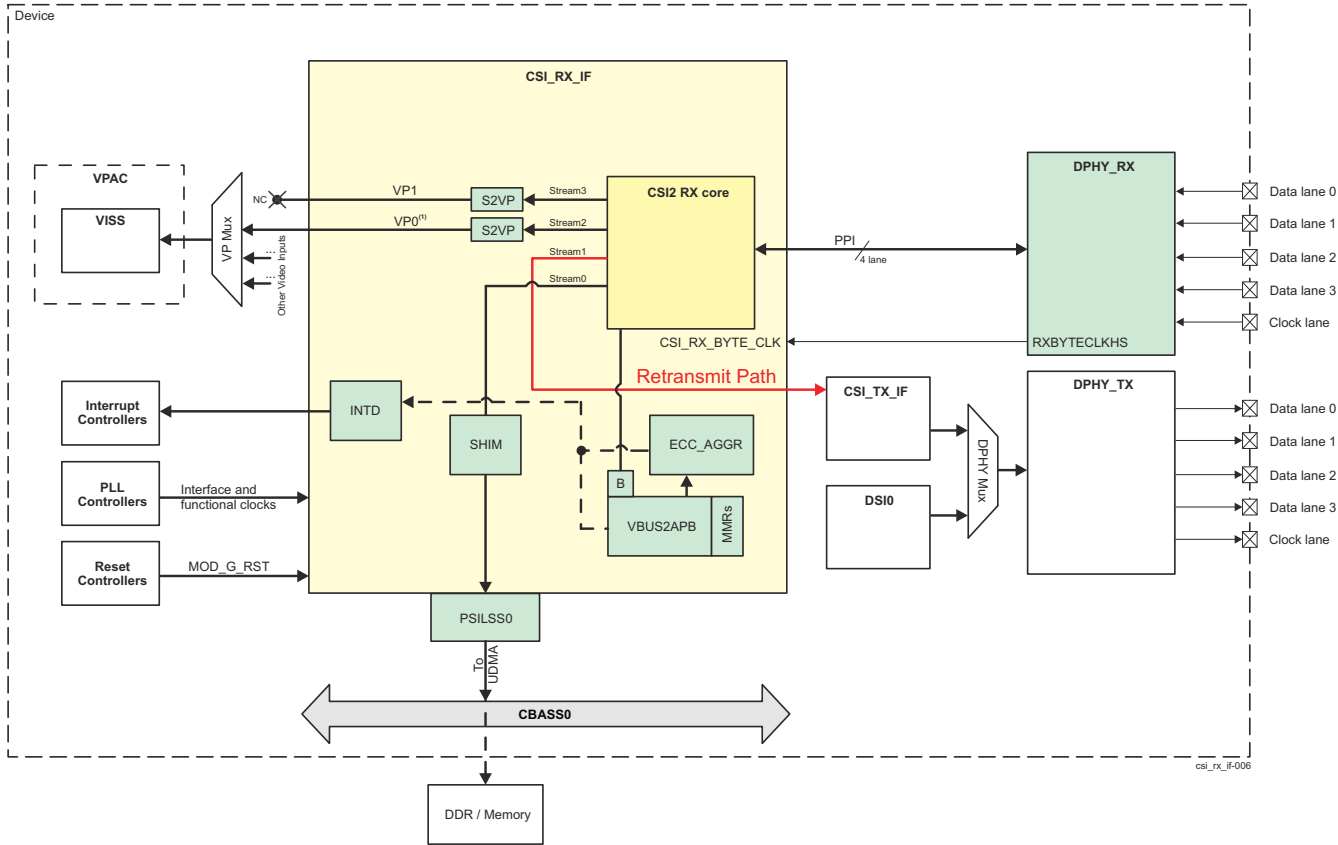 Device
CSI_RX_IF
VPAC
VISS
VP Mux
NC
VP1
VP0(1)
...
...
Other Video Inputs
S2VP
S2VP
Stream3
Stream2
Stream1
Stream0
CSI2 RX core
PPI
4 lane
DPHY_RX
RXBYTECLKHS
CSI_RX_BYTE_CLK
Data lane 0
Data lane 1
Data lane 2
Data lane 3
Clock lane
Retransmit Path
CSI_TX_IF
DSI0
DPHY Mux
DPHY_TX
Data lane 0
Data lane 1
Data lane 2
Data lane 3
Clock lane
Interrupt
Controllers
PLL
Controllers
Interface and
functional clocks
Reset
Controllers
MOD_G_RST
INTD
SHIM
ECC_AGGR
B
VBUS2APB
MMRs
PSILSS0
To
UDMA
CBASS0
csi_rx_if-006
DDR / Memory